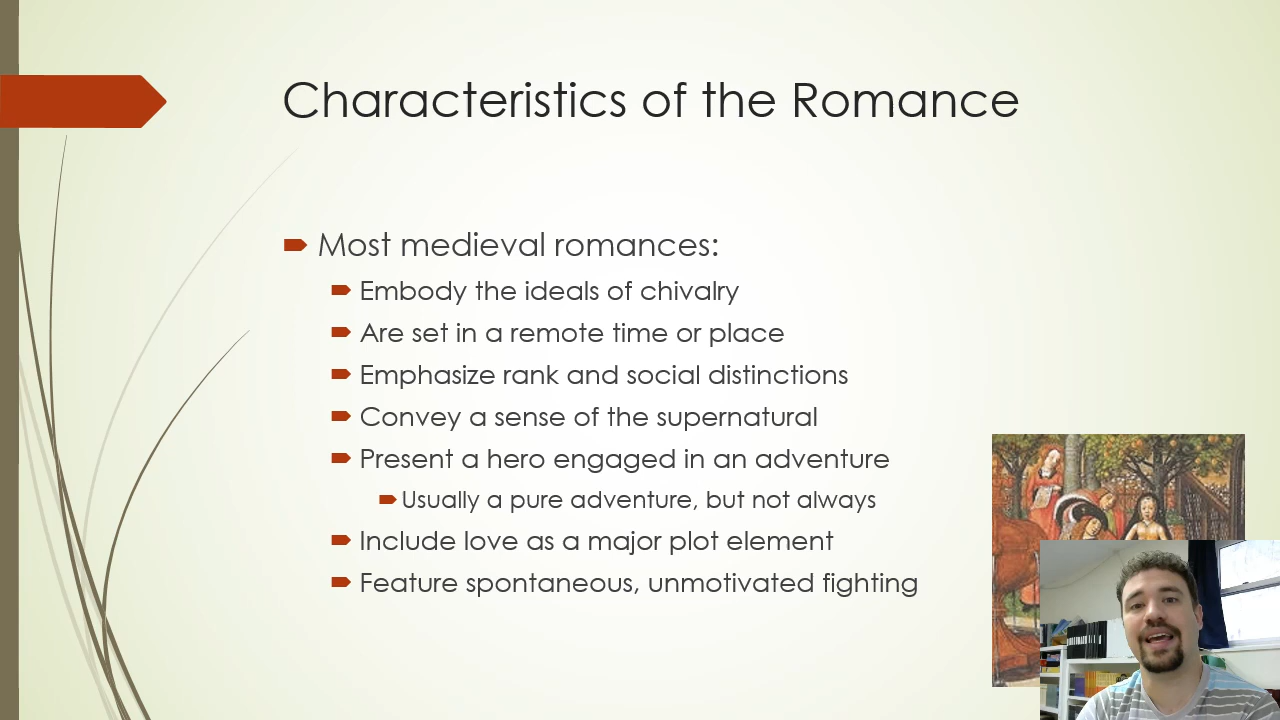 Characteristics of the Romance
Most medieval romances:
Embody the ideals of chivalry
Are set in a remote time or place
Emphasize rank and social distinctions
Convey a sense of the supernatural
Present a hero engaged in an adventure
Usually a pure adventure, but not always
Include love as a major plot element
Feature spontaneous, unmotivated fighting